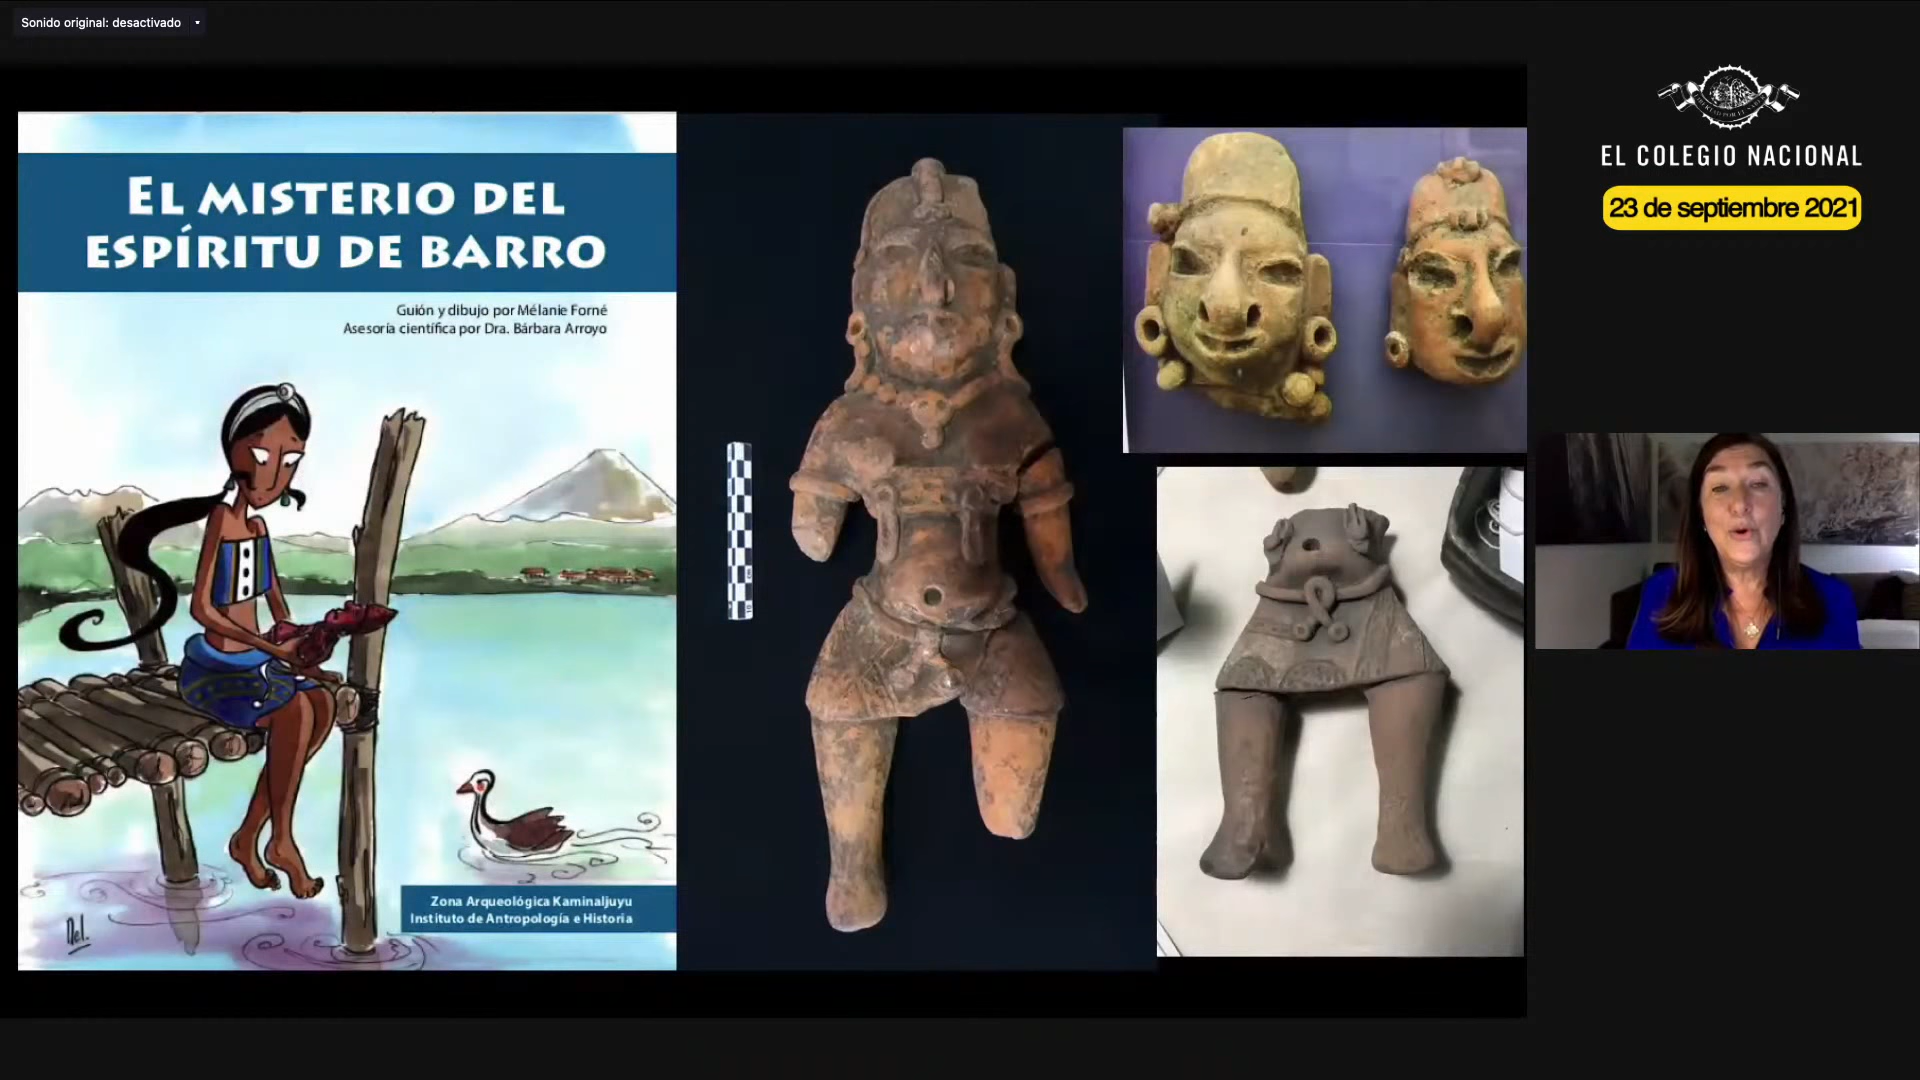 Sonido original: desactivado
EL MISTERIO DEL
ESPÍRITU DE BARRO
Guión y dibujo por Mélanie Forné
Asesoría científica por Dra. Bárbara Arroyo
Zona Arqueológica Kaminaljuyu
Instituto de Antropología e Historia
Mel.
EL COLEGIO NACIONAL
23 de septiembre 2021